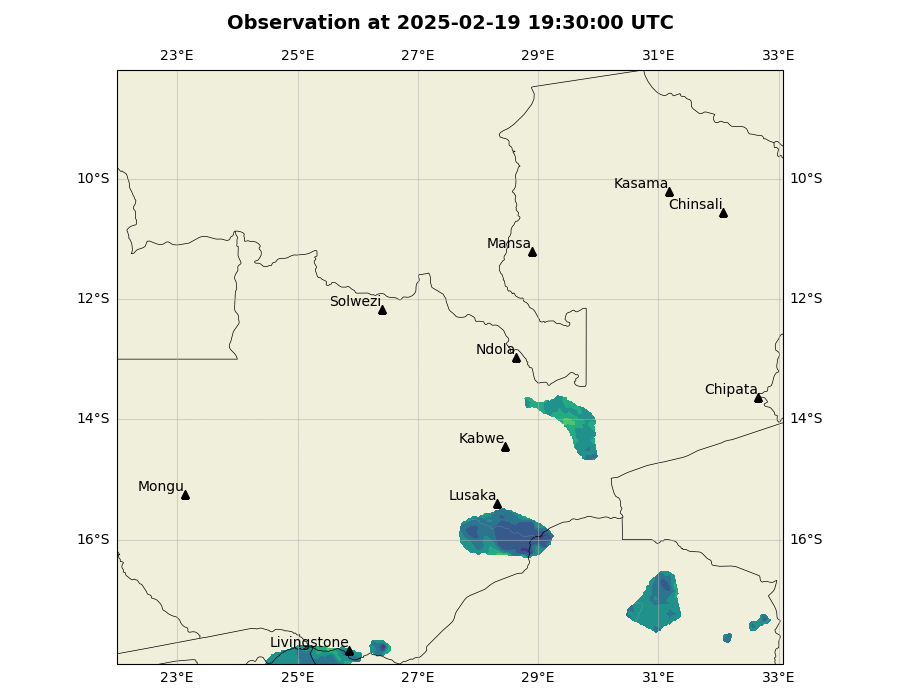 Observation at 2025-02-19 19:30:00 UTC
23°E 25°E 27°E 29°E 31°E 33°E
10°S 10°S
Kasama
Chinsali
Mansa
12°S 12°S
Solwezi
Ndola
Chipata
14°S 14°S
Kabwe
Mongu
Lusaka
16°S 16°S
Livingstone
23°E 25°E 27°E 29°E 31°E 33°E